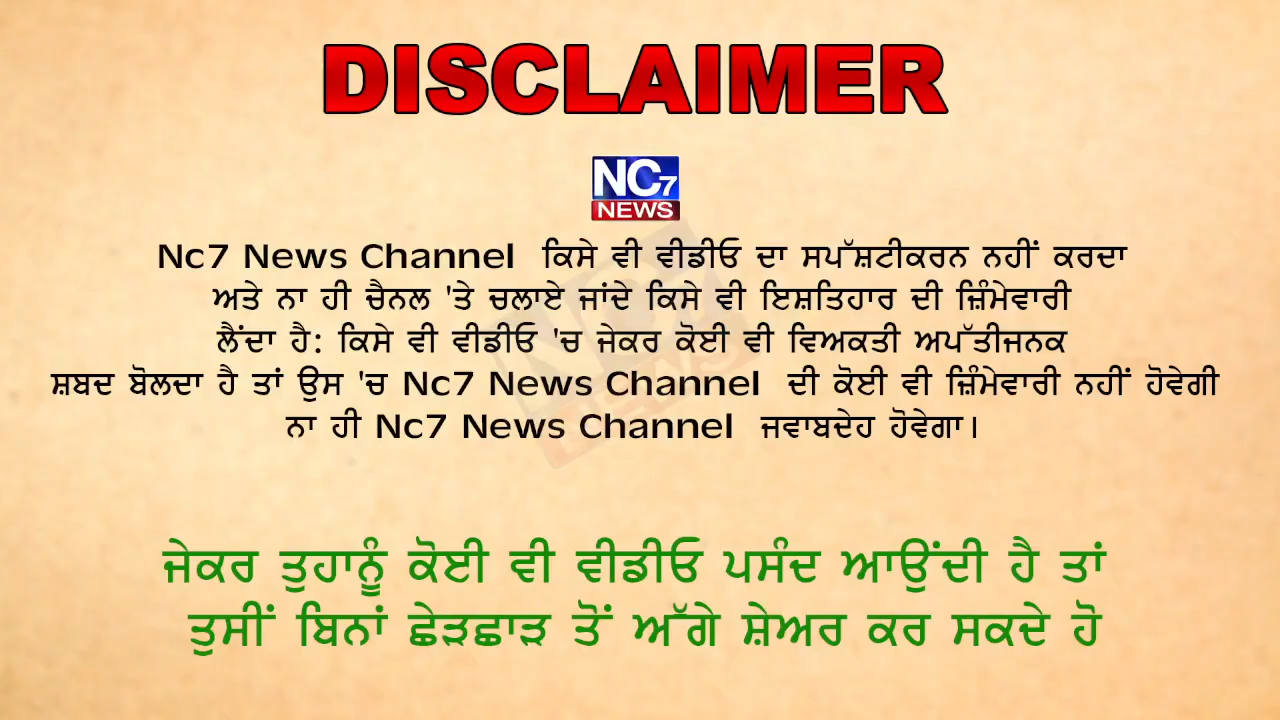 DISCLAIMER
NC7
NEWS
Nc7 News Channel ਕਿਸੇ ਵੀ ਵੀਡੀਓ ਦਾ ਸਪੱਸ਼ਟੀਕਰਨ ਨਹੀਂ ਕਰਦਾ
ਅਤੇ ਨਾ ਹੀ ਚੈਨਲ 'ਤੇ ਚਲਾਏ ਜਾਂਦੇ ਕਿਸੇ ਵੀ ਇਸ਼ਤਿਹਾਰ ਦੀ ਜ਼ਿੰਮੇਵਾਰੀ
ਲੈਂਦਾ ਹੈ: ਕਿਸੇ ਵੀ ਵੀਡੀਓ 'ਚ ਜੇਕਰ ਕੋਈ ਵੀ ਵਿਅਕਤੀ ਅਪੱਤੀਜਨਕ
ਸ਼ਬਦ ਬੋਲਦਾ ਹੈ ਤਾਂ ਉਸ 'ਚ Nc7 News Channel ਦੀ ਕੋਈ ਵੀ ਜ਼ਿੰਮੇਵਾਰੀ ਨਹੀਂ ਹੋਵੇਗੀ
ਨਾ ਹੀ Nc7 News Channel ਜਵਾਬਦੇਹ ਹੋਵੇਗਾ।
ਜੇਕਰ ਤੁਹਾਨੂੰ ਕੋਈ ਵੀ ਵੀਡੀਓ ਪਸੰਦ ਆਉਂਦੀ ਹੈ ਤਾਂ
ਤੁਸੀਂ ਬਿਨਾਂ ਛੇੜਛਾੜ ਤੋਂ ਅੱਗੇ ਸ਼ੇਅਰ ਕਰ ਸਕਦੇ ਹੋ